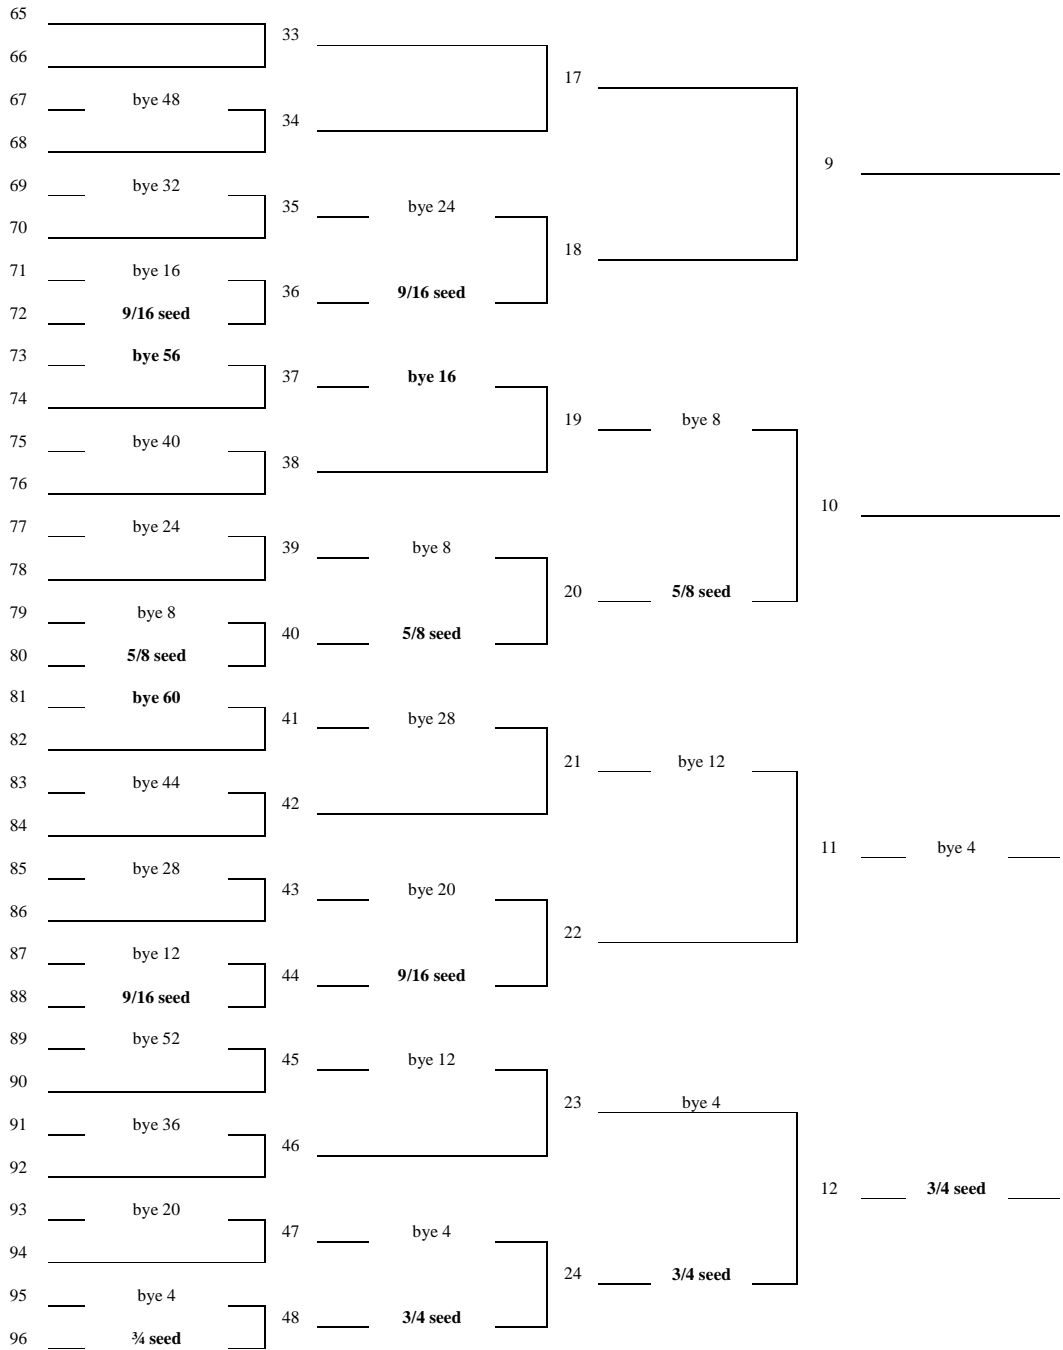 65
66
67 bye 48
68
69 bye 32
70
71 bye 16
72 9/16 seed
73 bye 56
74
75 bye 40
76
77 bye 24
78
79 bye 8
80 5/8 seed
81 bye 60
82
83 bye 44
84
85 bye 28
86
87 bye 12
88 9/16 seed
89 bye 52
90
91 bye 36
92
93 bye 20
94
95 bye 4
96 ¾ seed
33
34
35 bye 24
36 9/16 seed
37 bye 16
38
39 bye 8
40 5/8 seed
41 bye 28
42
43 bye 20
44 9/16 seed
45 bye 12
46
47 bye 4
48 3/4 seed
17
18
19 bye 8
20 5/8 seed
21 bye 12
22
23 bye 4
24 3/4 seed
9
10
11 bye 4
12 3/4 seed